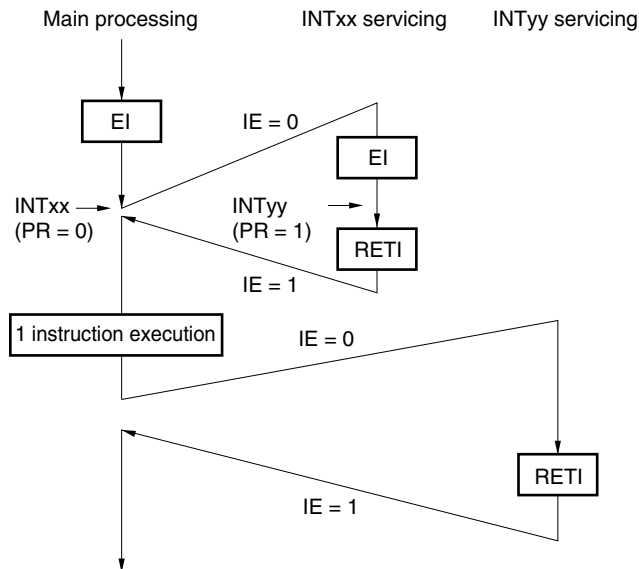 Main processing
INTxx servicing
INTyy servicing
EI
IE = 0
EI
INTxx
(PR = 0)
INTyy
(PR = 1)
RETI
IE = 1
1 instruction execution
IE = 0
RETI
IE = 1